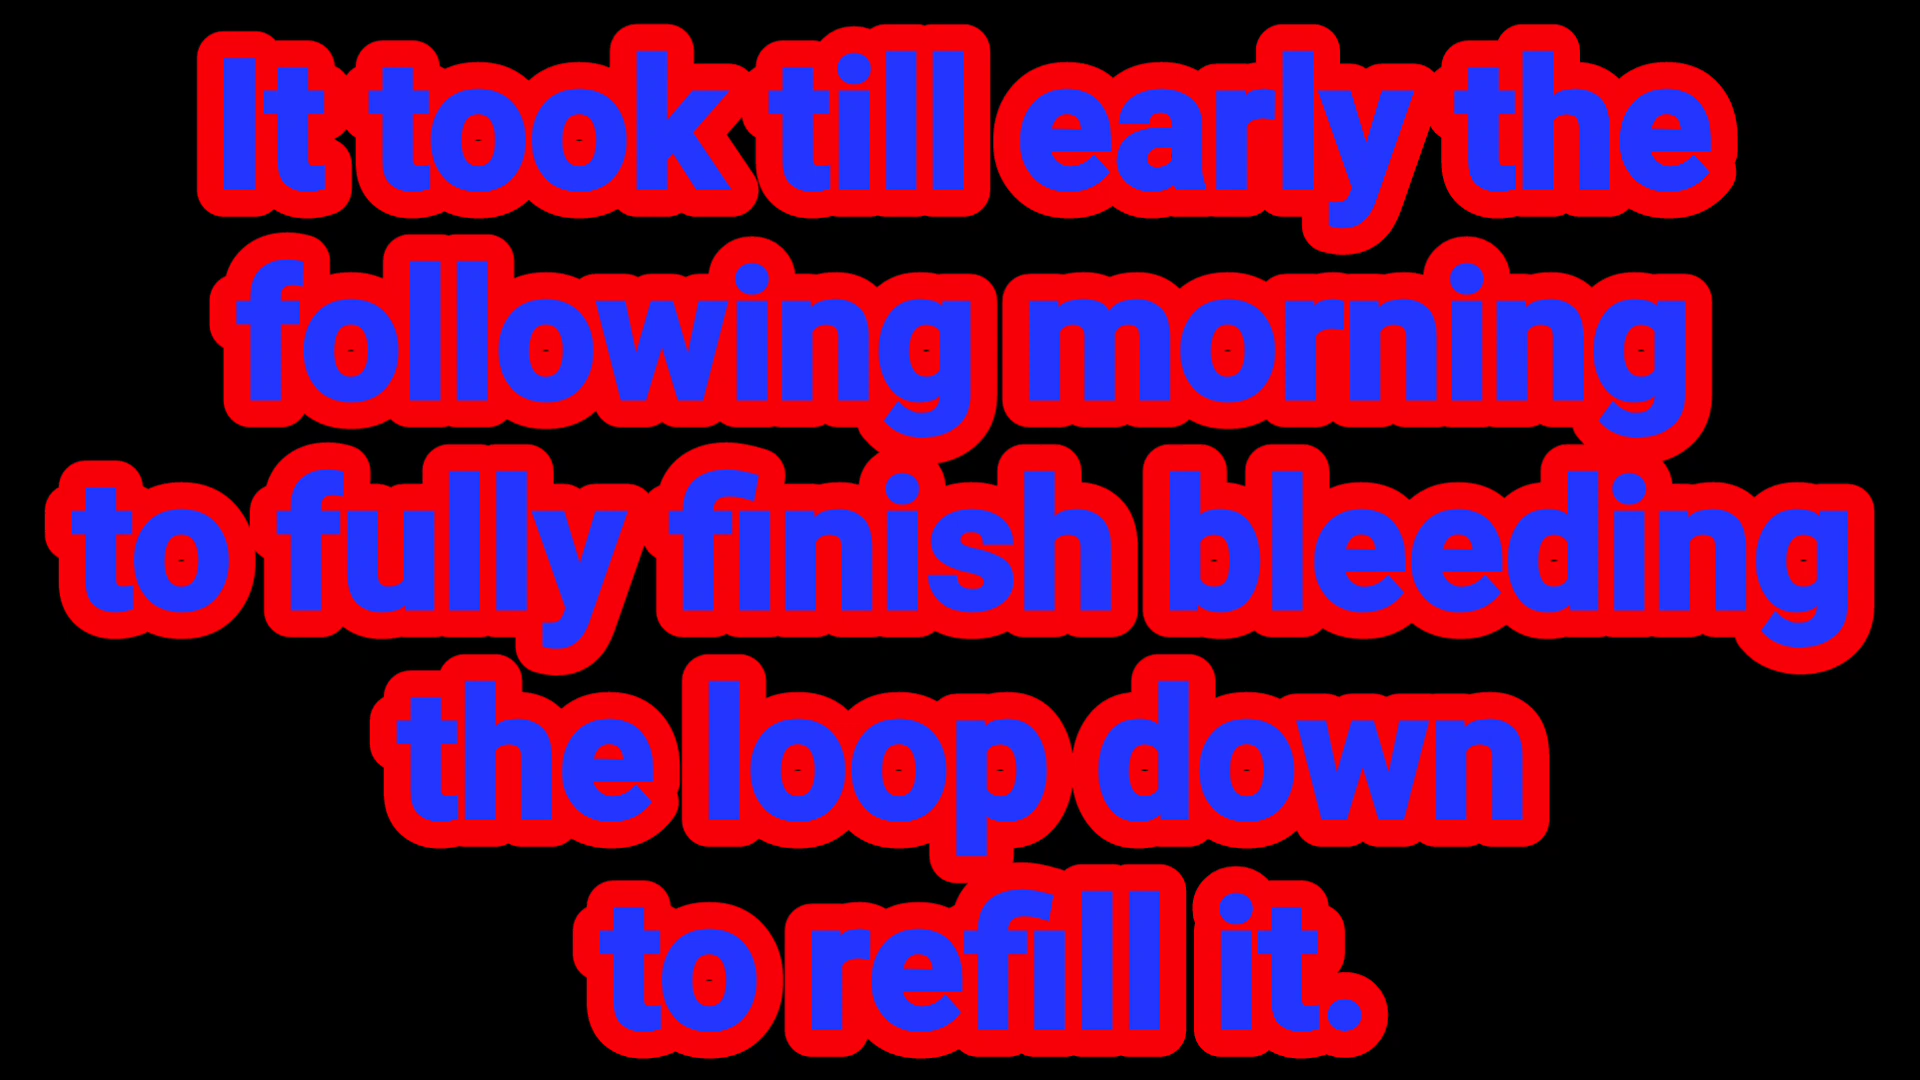 It took till early the
following morning
to fully finish bleeding
the loop down
to refill it.